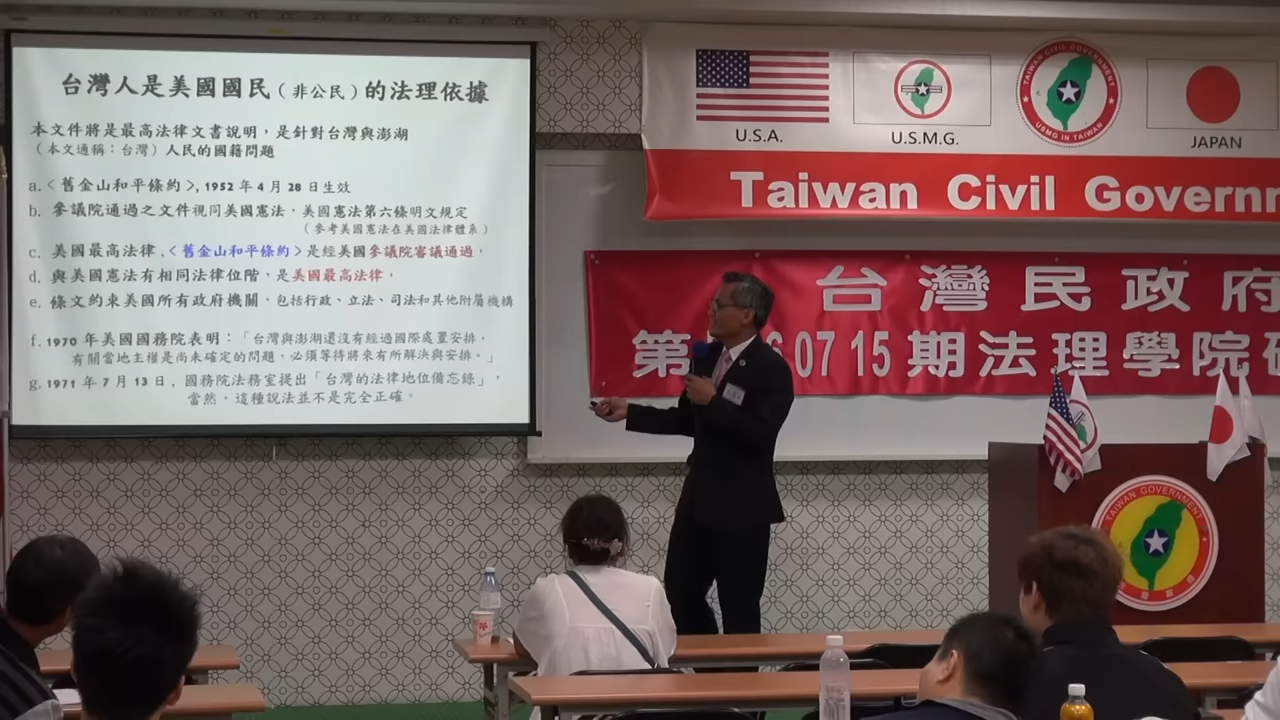 台灣人是美國國民（非公民）的法理依據
本文件將是最高法律文書說明，是針對台灣與澎湖
（本文通稱：台灣）人民的國籍問題
a.<舊金山和平條約>, 1952 年 4 月 28 日生效
b. 參議院通過之文件視同美國憲法，美國憲法第六條明文規定
（參考美國憲法在美國法律體系）
c. 美國最高法律，<舊金山和平條約>是經美國參議院審議通過，
d. 與美國憲法有相同法律位階，是美國最高法律，
e. 條文約束美國所有政府機關，包括行政、立法、司法和其他附屬機構
f. 1970 年美國國務院表明：「台灣與澎湖還沒有經過國際處置安排，
有關當地主權是尚未確定的問題，必須等待將來有所解決與安排。」
g. 1971 年 7 月 13 日，國務院法務室提出「台灣的法律地位備忘錄」，
當然，這種說法並不是完全正確。
U.S.A.
U.S.M.G.
TAIWAN CIVIL GOVERNMENT
USMG IN TAIWAN
JAPAN
Taiwan Civil Governm
台灣民政府
第 607 15 期法理學院研
TAIWAN GOVERNMENT